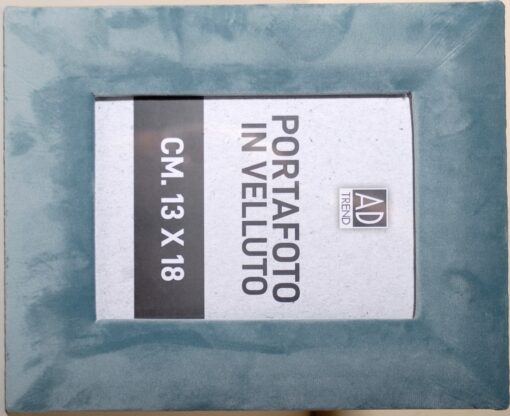 AD
TREND
PORTAFOTO
IN VELLUTO
CM. 13 X 18